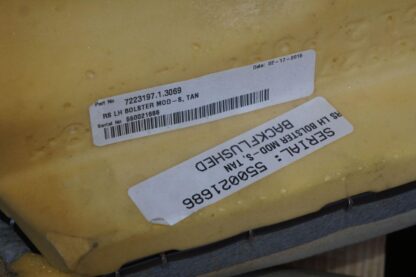 Part No 7223197.1.3069 Date: 02-17-2016
RS LH BOLSTER MOD-S, TAN
Serial No 550021686
RS LH BOLSTER MOD-S, TAN
SERIAL: 550021686
BACKFLUSHED